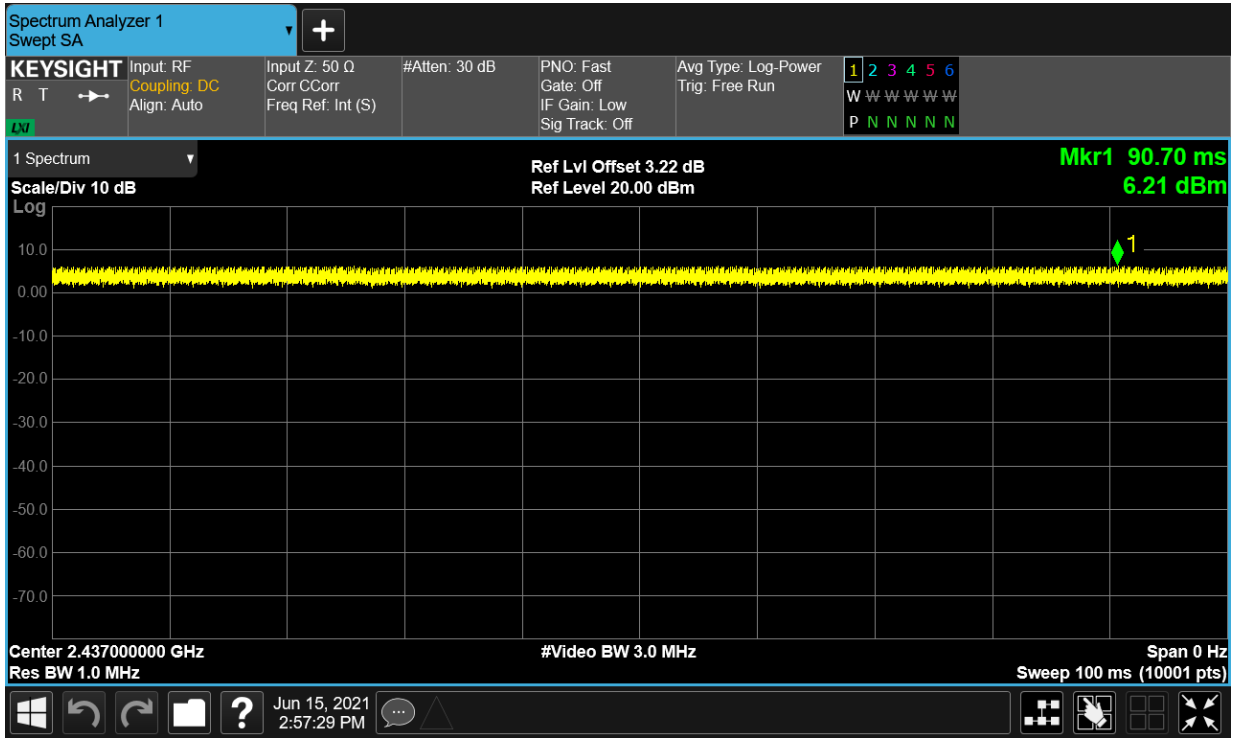 Spectrum Analyzer 1
Swept SA
KEYSIGHT
R T
LXI
Input: RF
Coupling: DC
Align: Auto
Input Z: 50 Ω
Corr CCorr
Freq Ref: Int (S)
#Atten: 30 dB
PNO: Fast
Gate: Off
IF Gain: Low
Sig Track: Off
Avg Type: Log-Power
Trig: Free Run
1 2 3 4 5 6
W W W W W W
P N N N N N
1 Spectrum
Scale/Div 10 dB
Log
Ref Lvl Offset 3.22 dB
Ref Level 20.00 dBm
Mkr1 90.70 ms
6.21 dBm
1
10.0
0.00
-10.0
-20.0
-30.0
-40.0
-50.0
-60.0
-70.0
Center 2.437000000 GHz
Res BW 1.0 MHz
#Video BW 3.0 MHz
Span 0 Hz
Sweep 100 ms (10001 pts)
?
Jun 15, 2021
2:57:29 PM